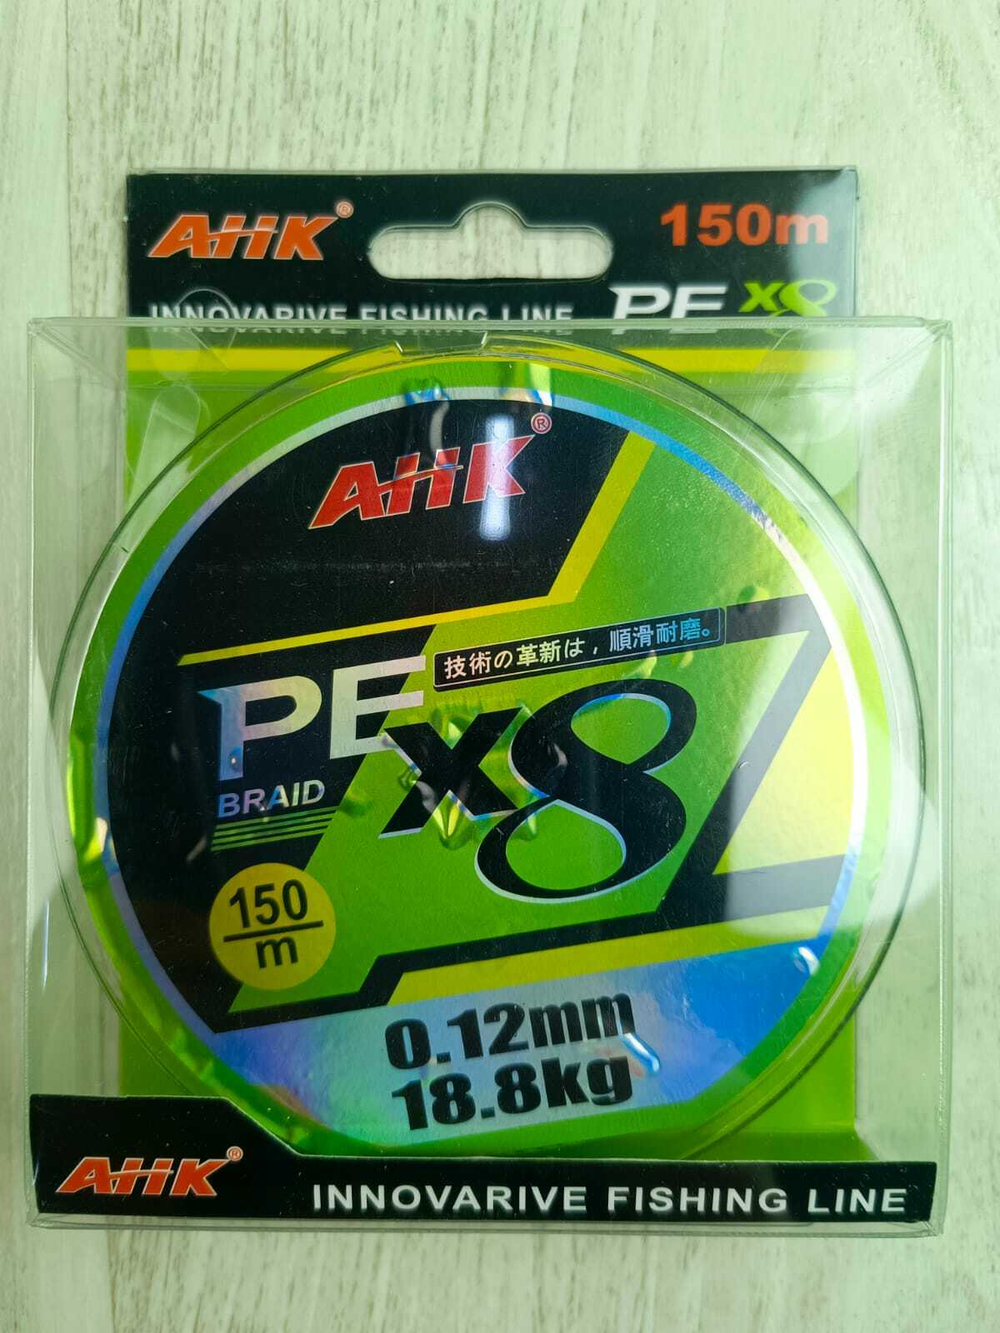 AHK®
150m
INNOVARIVE FISHING LINE
PE X8
AHK®
技術の革新は，順滑耐磨。
PE x8
BRAID
150
m
0.12mm
18.8kg
AHK®
INNOVARIVE FISHING LINE